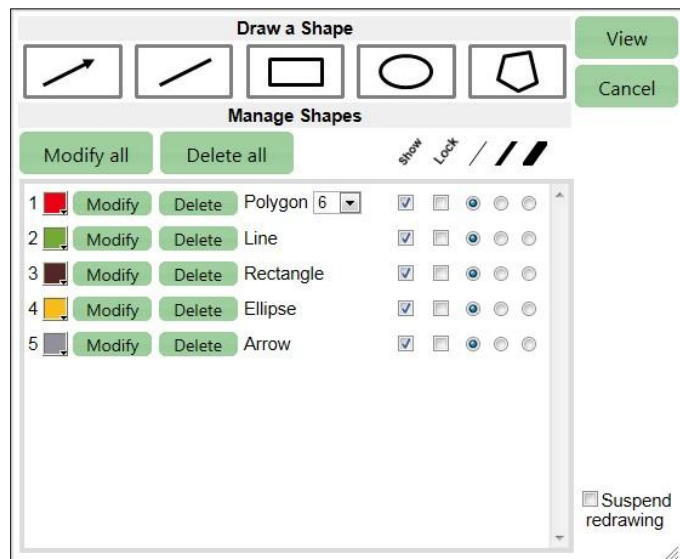 Draw a Shape
View
Cancel
Manage Shapes
Modify all
Delete all
Show
Lock
1 Modify Delete Polygon 6
2 Modify Delete Line
3 Modify Delete Rectangle
4 Modify Delete Ellipse
5 Modify Delete Arrow
Suspend
redrawing